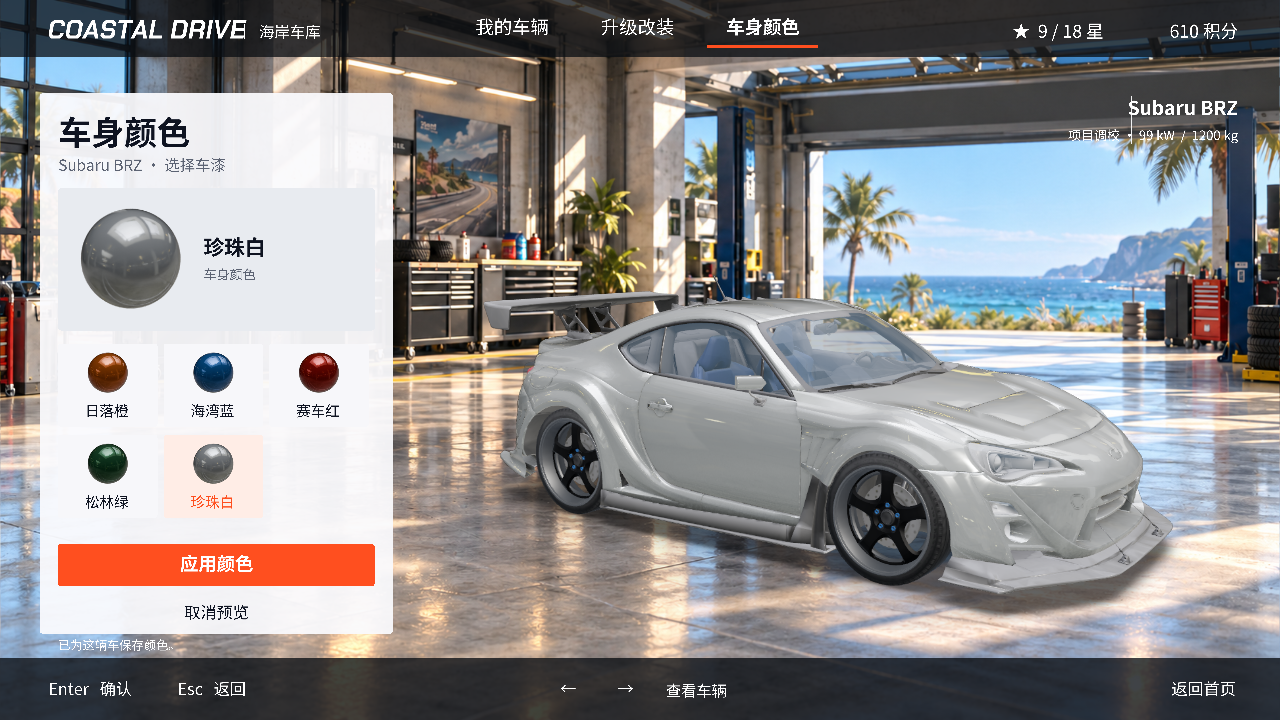 COASTAL DRIVE 海岸车库
我的车辆 升级改装 车身颜色
★ 9 / 18 星 610 积分
Subaru BRZ
项目调校 · 99 kW / 1200 kg
车身颜色
Subaru BRZ · 选择车漆
珍珠白
车身颜色
日落橙 海湾蓝 赛车红
松林绿 珍珠白
应用颜色
取消预览
已为这辆车保存颜色。
Enter 确认 Esc 返回 ← → 查看车辆 返回首页